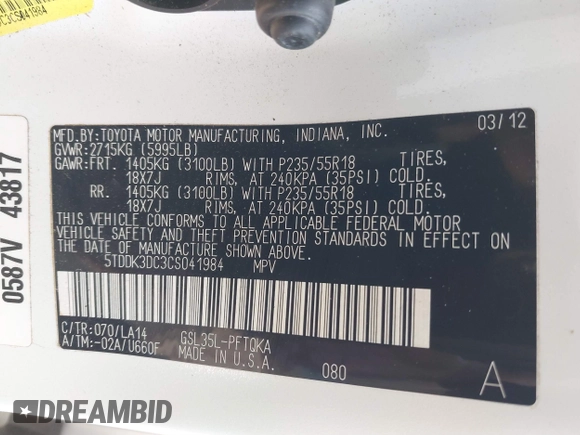 C3CS041984
0587V 43817
MFD.BY:TOYOTA MOTOR MANUFACTURING, INDIANA, INC. 03/12
GVWR:2715KG (5995LB)
GAWR:FRT. 1405KG (3100LB) WITH P235/55R18 TIRES,
18X7J RIMS, AT 240KPA (35PSI) COLD.
RR. 1405KG (3100LB) WITH P235/55R18 TIRES,
18X7J RIMS, AT 240KPA (35PSI) COLD.
THIS VEHICLE CONFORMS TO ALL APPLICABLE FEDERAL MOTOR
VEHICLE SAFETY AND THEFT PREVENTION STANDARDS IN EFFECT ON
THE DATE OF MANUFACTURE SHOWN ABOVE.
5TDDK3DC3CS041984 MPV
C/TR:070/LA14 GSL35L-PFTQKA
A/TM:-02A/U660F MADE IN U.S.A.
080 A
DREAMBID